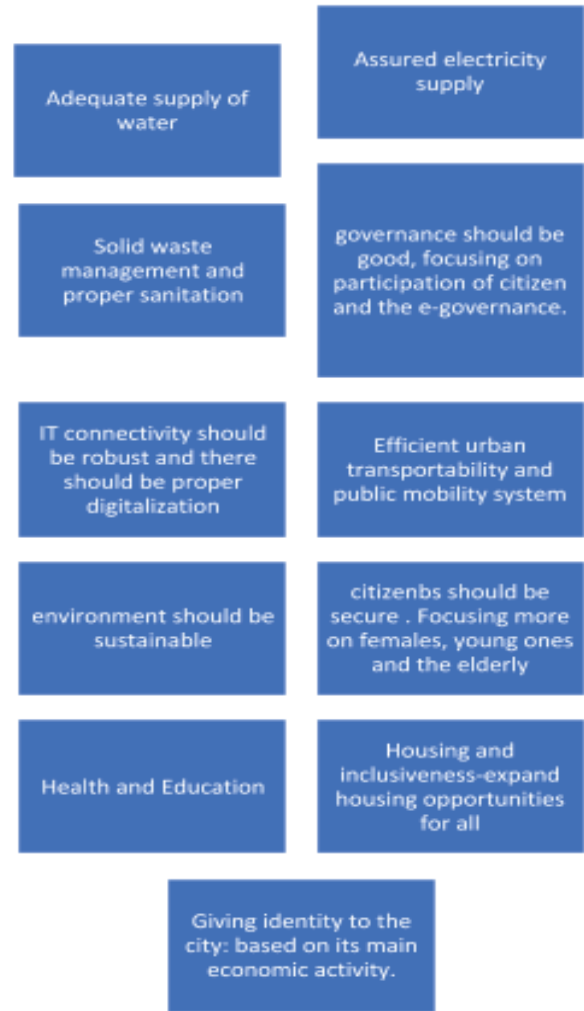 Adequate supply of
water
Assured electricity
supply
Solid waste
management and
proper sanitation
governance should be
good, focusing on
participation of citizen
and the e-governance.
IT connectivity should
be robust and there
should be proper
digitalization
Efficient urban
transportability and
public mobility system
environment should be
sustainable
citizenbs should be
secure . Focusing more
on females, young ones
and the elderly
Health and Education
Housing and
inclusiveness-expand
housing opportunities
for all
Giving identity to the
city: based on its main
economic activity.